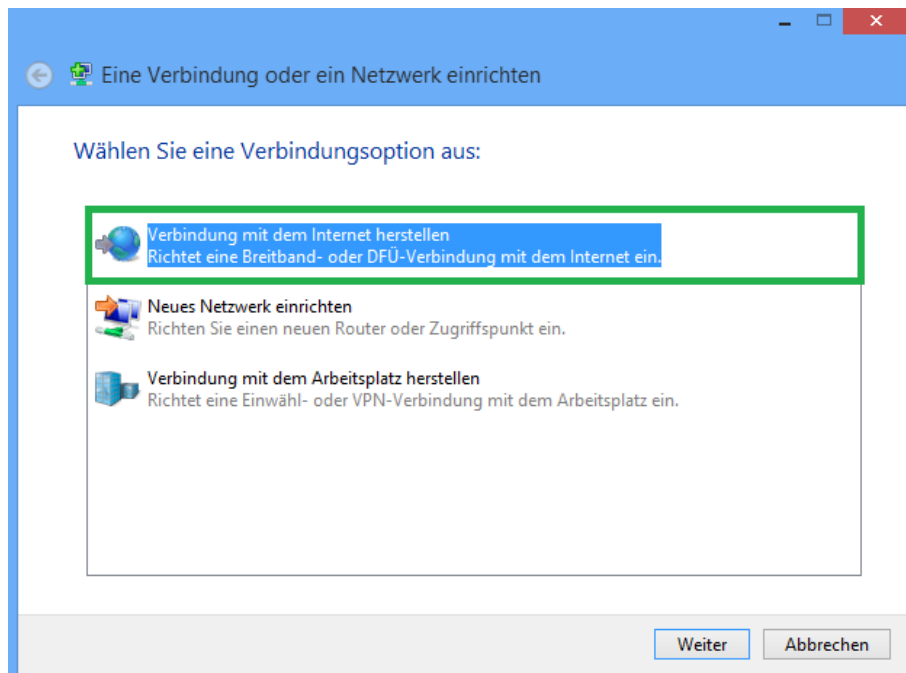 Eine Verbindung oder ein Netzwerk einrichten
Wählen Sie eine Verbindungsoption aus:
Verbindung mit dem Internet herstellen
Richtet eine Breitband- oder DFÜ-Verbindung mit dem Internet ein.
Neues Netzwerk einrichten
Richten Sie einen neuen Router oder Zugriffspunkt ein.
Verbindung mit dem Arbeitsplatz herstellen
Richtet eine Einwähl- oder VPN-Verbindung mit dem Arbeitsplatz ein.
Weiter Abbrechen